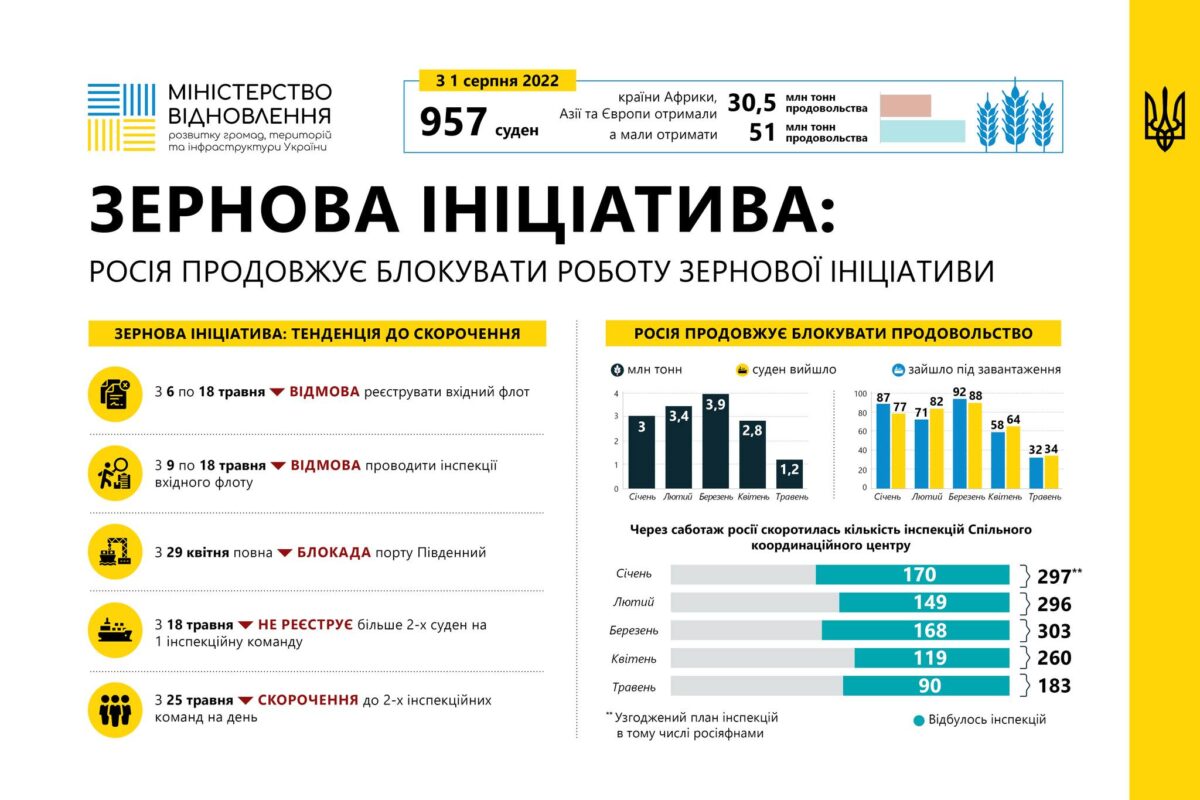 МІНІСТЕРСТВО
ВІДНОВЛЕННЯ
розвитку громад, територій
та інфраструктури України
З 1 серпня 2022
957 суден
країни Африки,
Азії та Європи отримали
30,5 млн тонн
продовольства
а мали отримати
51 млн тонн
продовольства
ЗЕРНОВА ІНІЦІАТИВА:
РОСІЯ ПРОДОВЖУЄ БЛОКУВАТИ РОБОТУ ЗЕРНОВОЇ ІНІЦІАТИВИ
ЗЕРНОВА ІНІЦІАТИВА: ТЕНДЕНЦІЯ ДО СКОРОЧЕННЯ
З 6 по 18 травня ВІДМОВА реєструвати вхідний флот
З 9 по 18 травня ВІДМОВА проводити інспекції
вхідного флоту
З 29 квітня повна БЛОКАДА порту Південний
З 18 травня НЕ РЕЄСТРУЄ більше 2-х суден на
1 інспекційну команду
З 25 травня СКОРОЧЕННЯ до 2-х інспекційних
команд на день
РОСІЯ ПРОДОВЖУЄ БЛОКУВАТИ ПРОДОВОЛЬСТВО
млн тонн
суден вийшло
зайшло під завантаження
4
3
2
1
0
3
3,4
3,9
2,8
1,2
Січень Лютий Березень Квітень Травень
100
80
60
40
20
0
87 77
71 82
92 88
58 64
32 34
Січень Лютий Березень Квітень Травень
Через саботаж росії скоротилась кількість інспекцій Спільного
координаційного центру
Січень 170 297**
Лютий 149 296
Березень 168 303
Квітень 119 260
Травень 90 183
** Узгоджений план інспекцій
в тому числі росіяфнами
Відбулось інспекцій